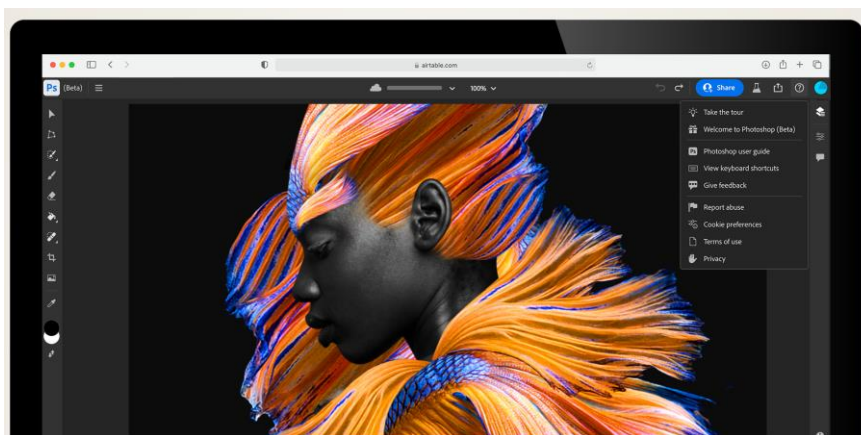 airtable.com
Ps (Beta)
100%
Share
Take the tour
Welcome to Photoshop (Beta)
Ps Photoshop user guide
View keyboard shortcuts
Give feedback
Report abuse
Cookie preferences
Terms of use
Privacy